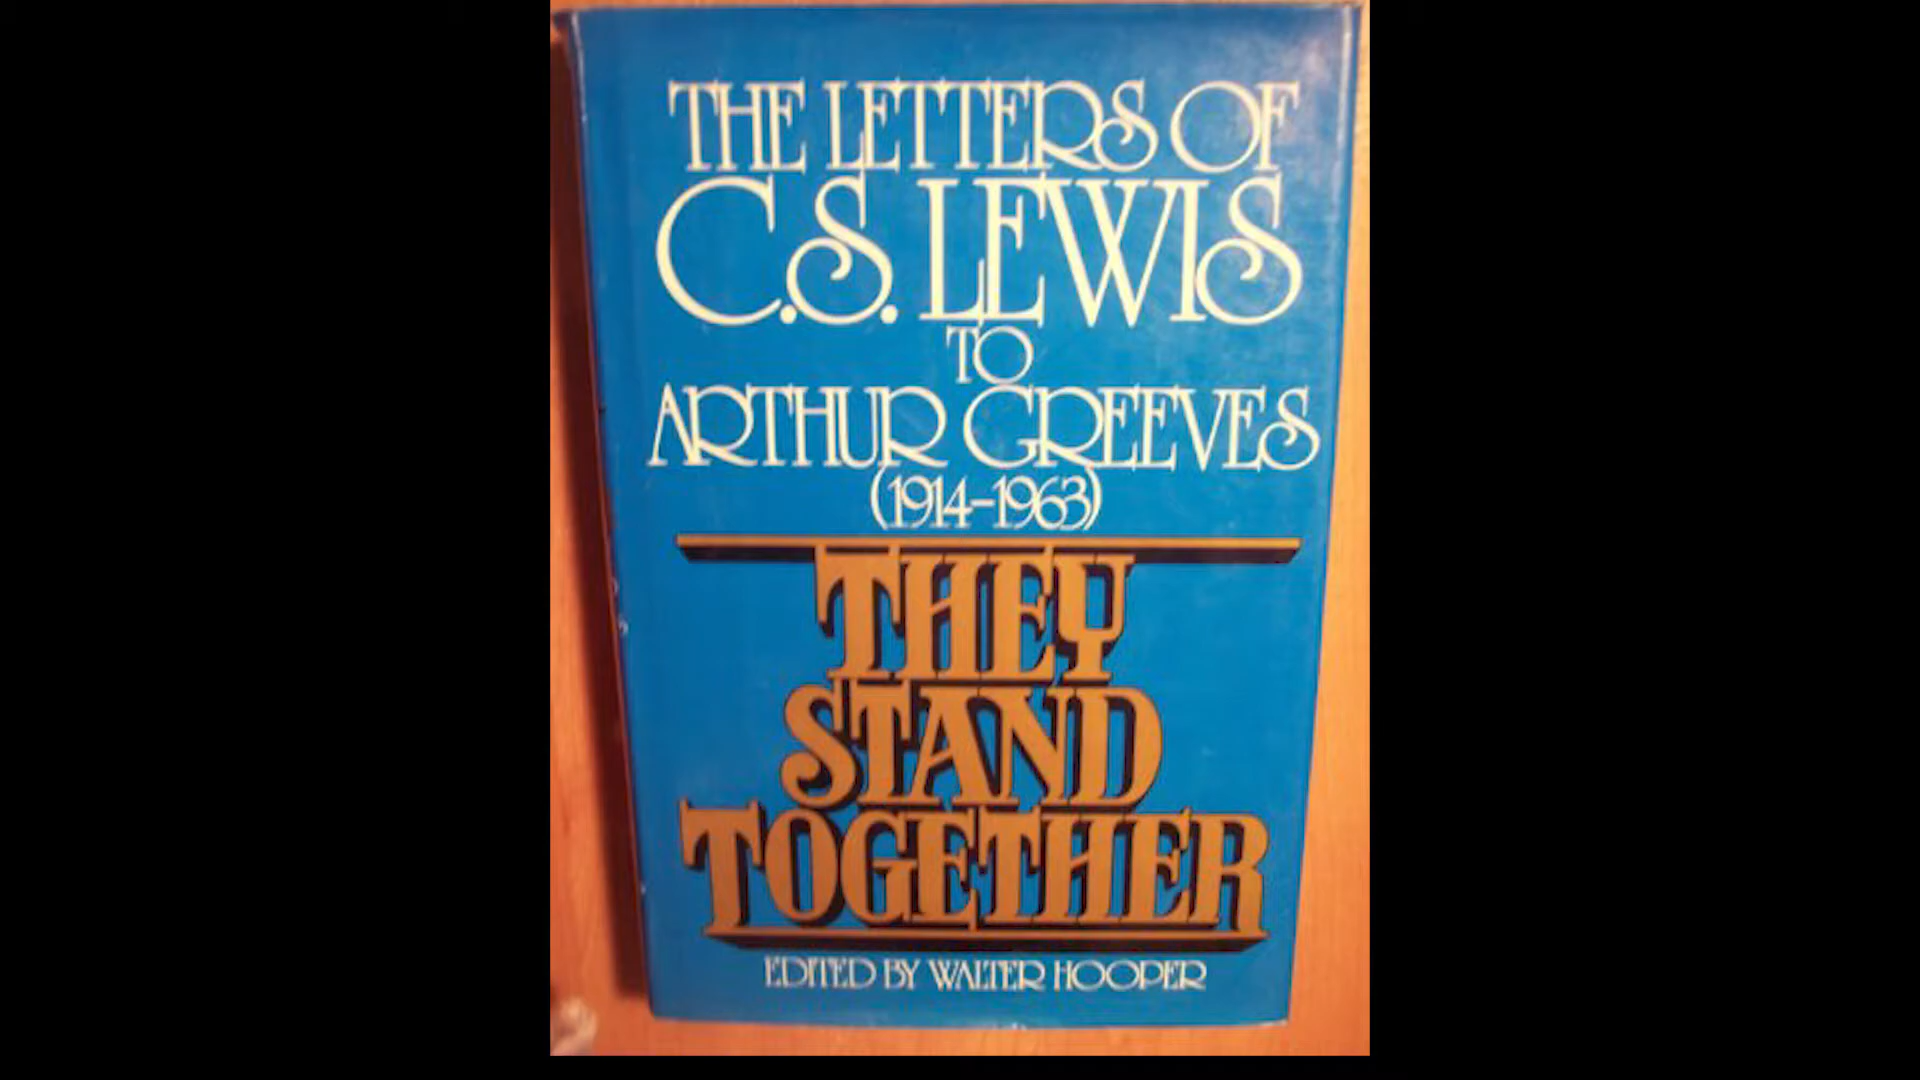 THE LETTERS OF
C.S. LEWIS
TO
ARTHUR GREEVES
(1914-1963)
THEY
STAND
TOGETHER
EDITED BY WALTER HOOPER